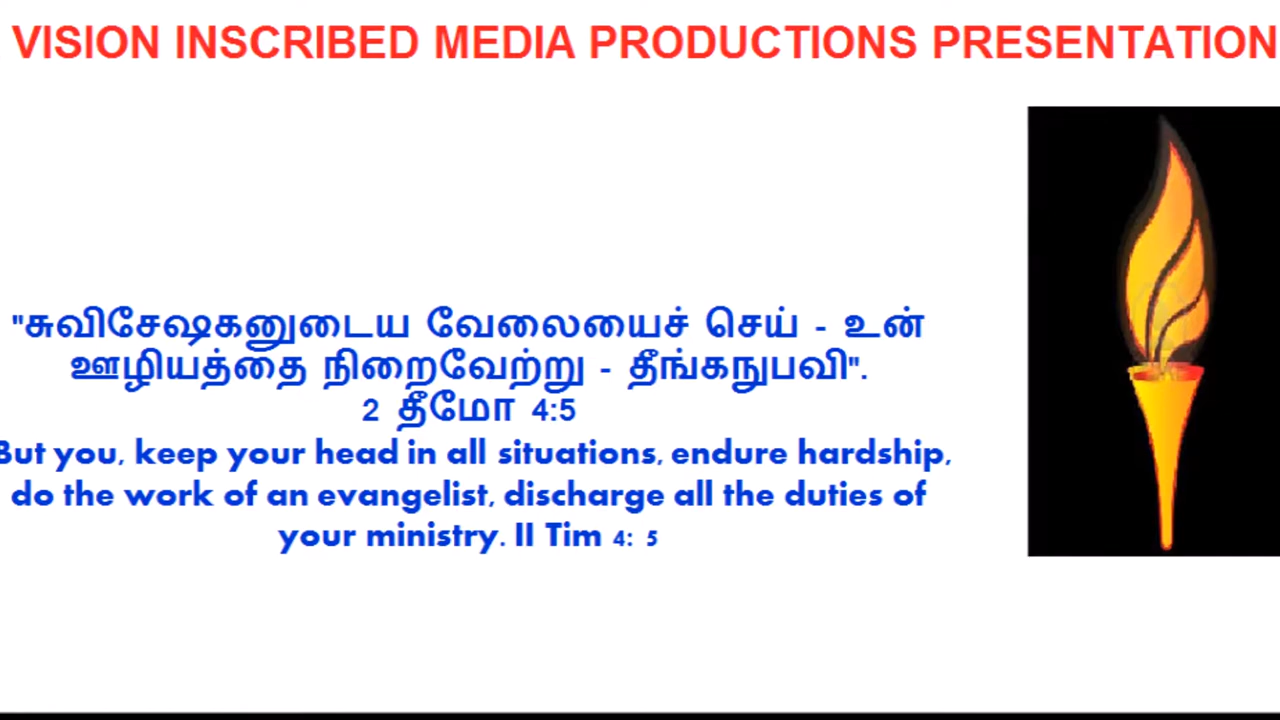 VISION INSCRIBED MEDIA PRODUCTIONS PRESENTATION
"சுவிசேஷகனுடைய வேலையைச் செய் - உன்
ஊழியத்தை நிறைவேற்று - தீங்கநுபவி".
2 தீமோ 4:5
But you, keep your head in all situations, endure hardship,
do the work of an evangelist, discharge all the duties of
your ministry. II Tim 4: 5